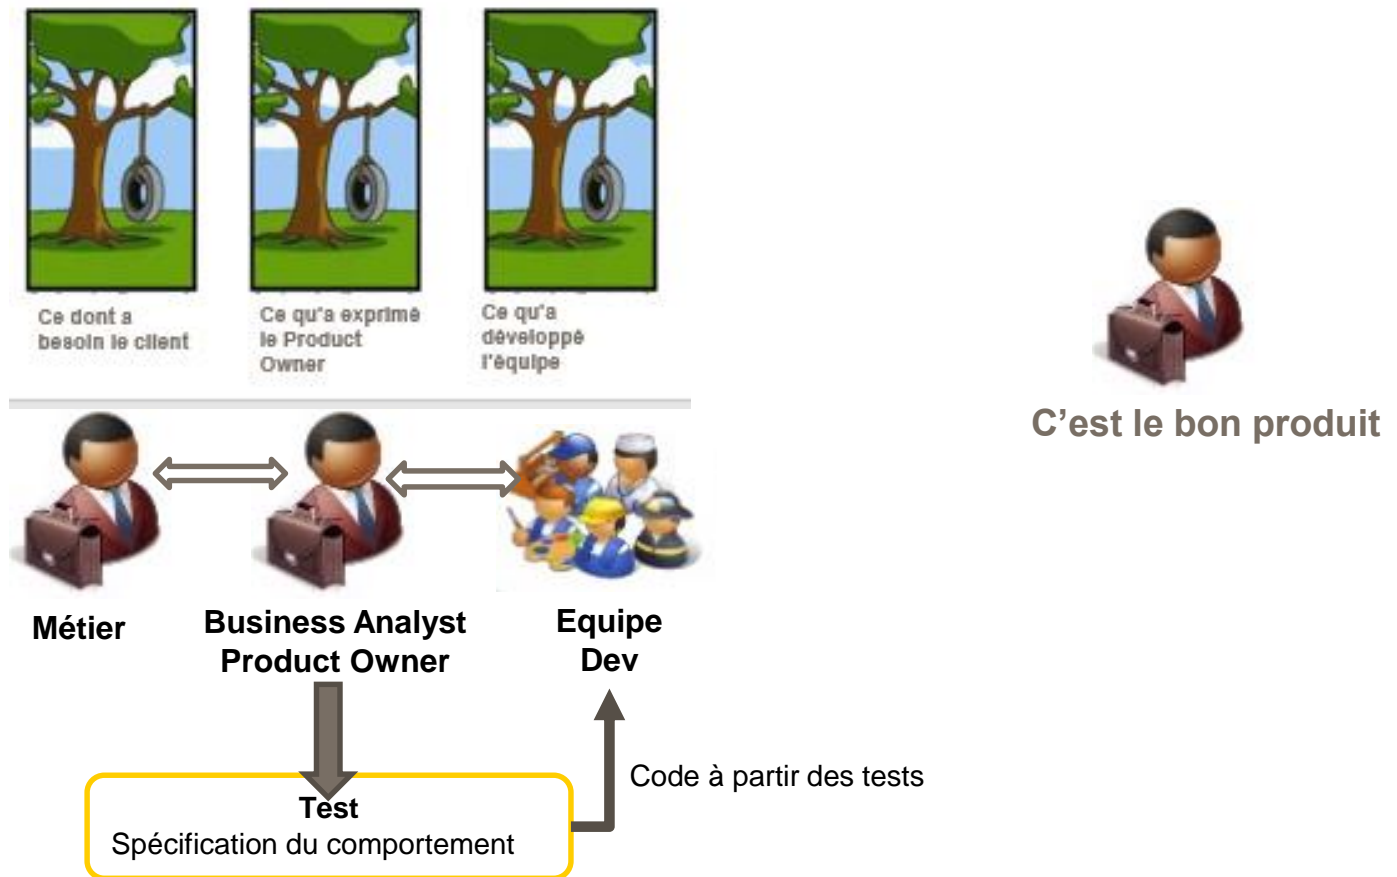 Ce dont a
besoin le client
Ce qu'a exprimé
le Product
Owner
Ce qu'a
développé
l'équipe
C'est le bon produit
Métier
Business Analyst
Product Owner
Equipe
Dev
Code à partir des tests
Test
Spécification du comportement